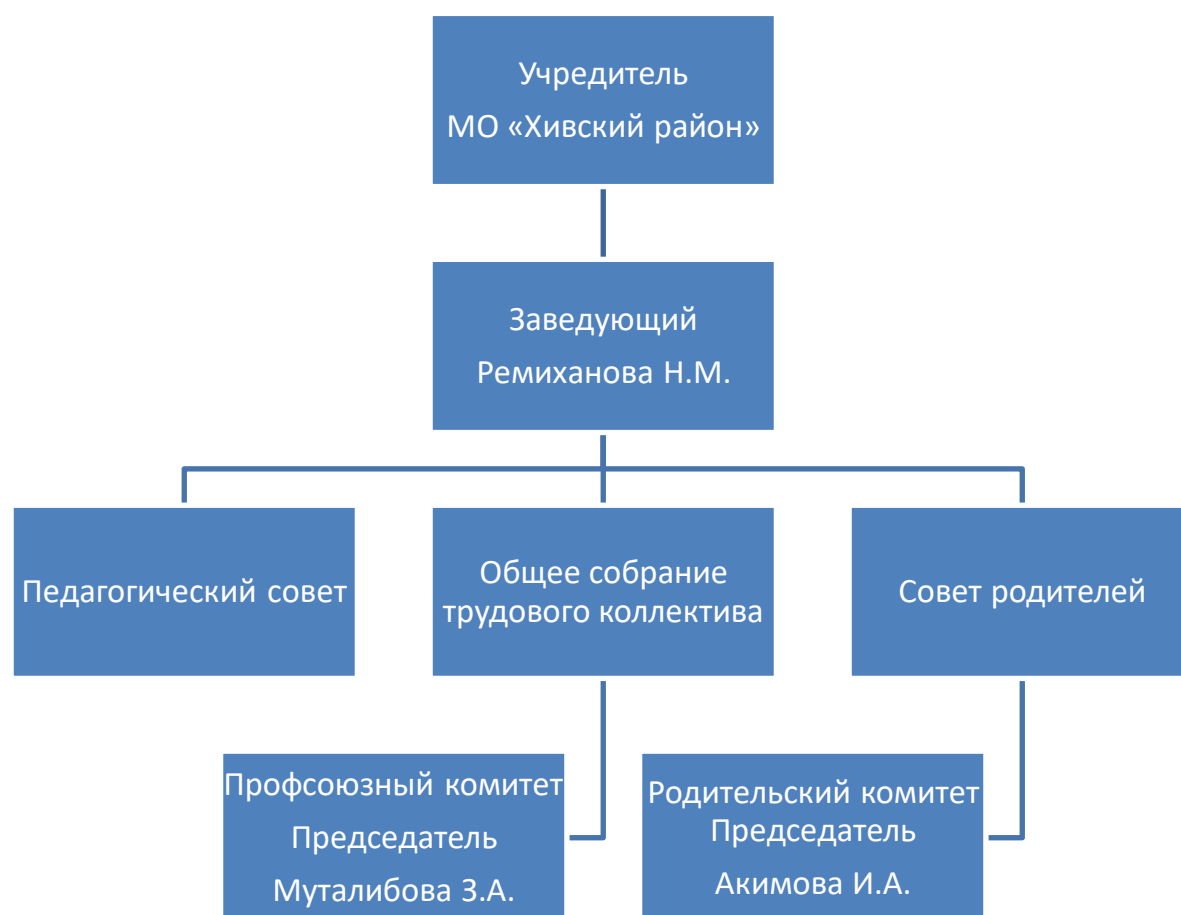 Учредитель
МО «Хивский район»
Заведующий
Ремиханова Н.М.
Педагогический совет
Общее собрание
трудового коллектива
Совет родителей
Профсоюзный комитет
Председатель
Муталибова З.А.
Родительский комитет
Председатель
Акимова И.А.